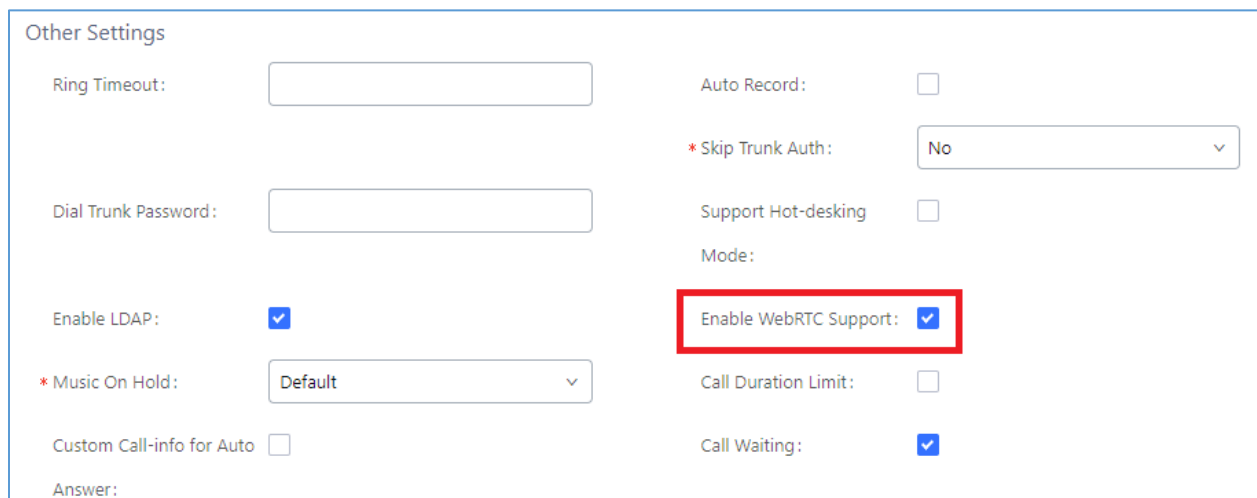 Other Settings
Ring Timeout:
Auto Record:
* Skip Trunk Auth: No
Dial Trunk Password:
Support Hot-desking
Mode:
Enable LDAP:
Enable WebRTC Support:
* Music On Hold: Default
Call Duration Limit:
Custom Call-info for Auto
Answer:
Call Waiting: